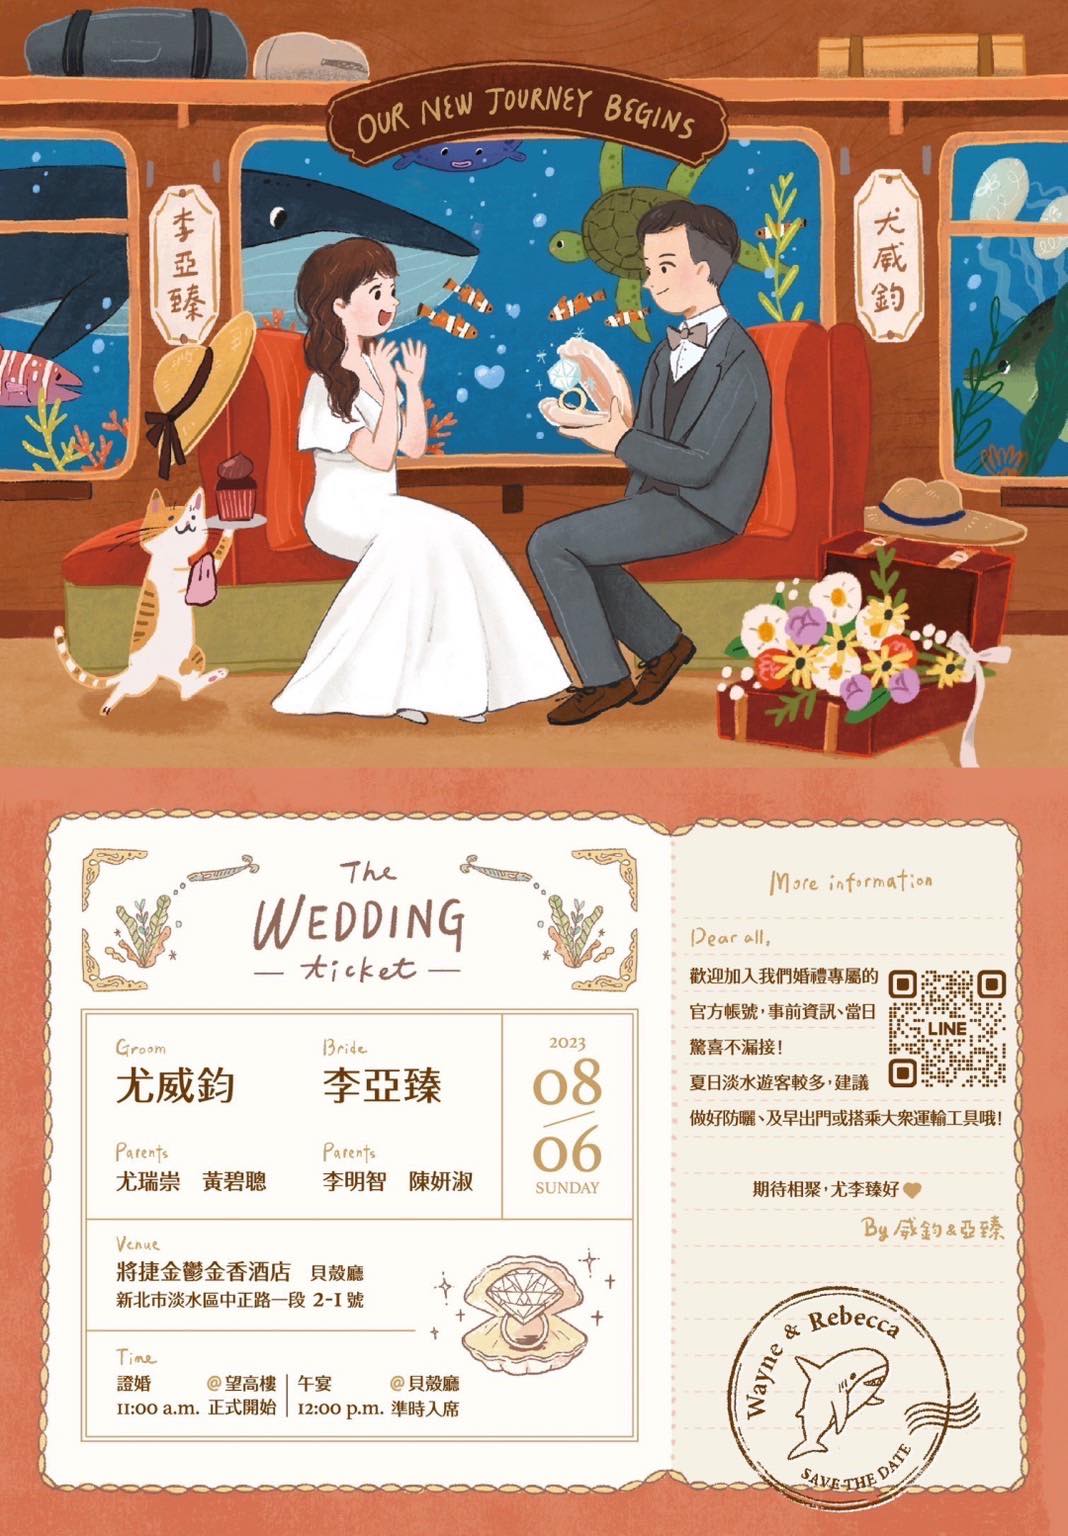 OUR NEW JOURNEY BEGINS
李亞臻
尤威鈞
The
WEDDING
ticket
Groom
尤威鈞
Bride
李亞臻
Parents
尤瑞崇 黃碧聰
Parents
李明智 陳妍淑
2023
08
06
SUNDAY
Venue
將捷金鬱金香酒店 貝殼廳
新北市淡水區中正路一段 2-1 號
Time
證婚 @望高樓
11:00 a.m. 正式開始
午宴 @貝殼廳
12:00 p.m. 準時入席
More information
Dear all,
歡迎加入我們婚禮專屬的
官方帳號,事前資訊、當日
驚喜不漏接!
夏日淡水遊客較多,建議
做好防曬、及早出門或搭乘大眾運輸工具哦!
LINE
期待相聚,尤李臻好
By 威鈞&亞臻
Wayne & Rebecca
SAVE THE DATE